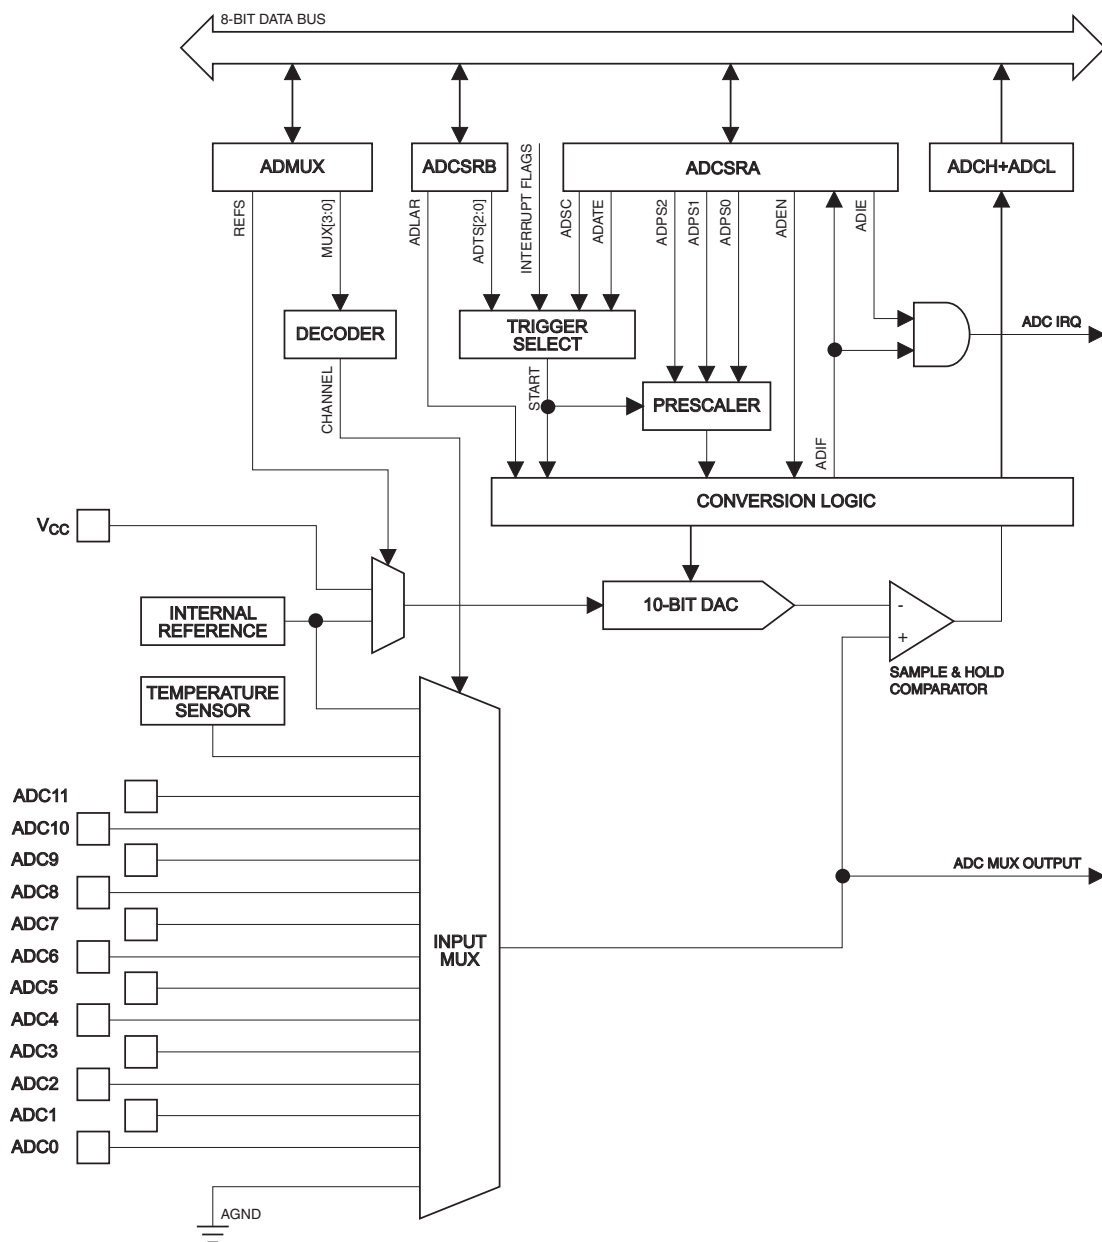 8-BIT DATA BUS
ADMUX
ADCSRB
ADCSRA
ADCH+ADCL
REFS
MUX[3:0]
ADLAR
ADTS[2:0]
INTERRUPT FLAGS
ADSC
ADATE
ADPS2
ADPS1
ADPS0
ADEN
ADIE
DECODER
TRIGGER
SELECT
ADC IRQ
CHANNEL
START
PRESCALER
ADIF
CONVERSION LOGIC
VCC
INTERNAL
REFERENCE
10-BIT DAC
-
+
SAMPLE & HOLD
COMPARATOR
TEMPERATURE
SENSOR
ADC11
ADC10
ADC9
ADC8
ADC7
ADC6
ADC5
ADC4
ADC3
ADC2
ADC1
ADC0
INPUT
MUX
ADC MUX OUTPUT
AGND